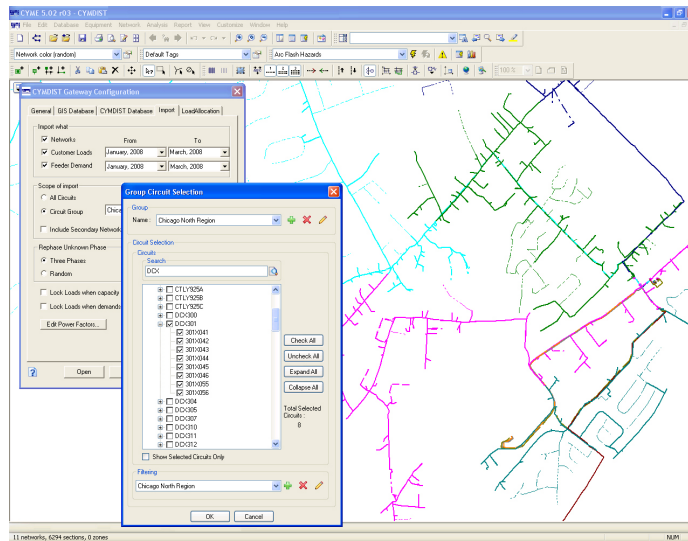 CYME 5.02 r03 - CYMDIST
File Edit Database Equipment Network Analysis Report View Customize Window Help
Network color (random) Default Tags Arc Flash Hazards
100 %
CYMDIST Gateway Configuration
General GIS Database CYMDIST Database Import LoadAllocation
Import what
Networks From To
Customer Loads January, 2008 March, 2008
Feeder Demand January, 2008 March, 2008
Scope of import
All Circuits
Circuit Group Chica
Include Secondary Network
Rephase Unknown Phase
Three Phases
Random
Lock Loads when capacity
Lock Loads when demands
Edit Power Factors...
? Open
Group Circuit Selection
Group
Name : Chicago North Region
Circuit Selection
Circuits
Search
DCX
CTLY925A
CTLY925B
CTLY925C
DCX300
DCX301
301X041
301X042
301X043
301X044
301X045
301X046
301X055
301X056
DCX304
DCX305
DCX307
DCX310
DCX311
DCX312
Check All
Uncheck All
Expand All
Collapse All
Total Selected
Circuits :
8
Show Selected Circuits Only
Filtering
Chicago North Region
OK Cancel
11 networks, 6294 sections, 0 zones NUM